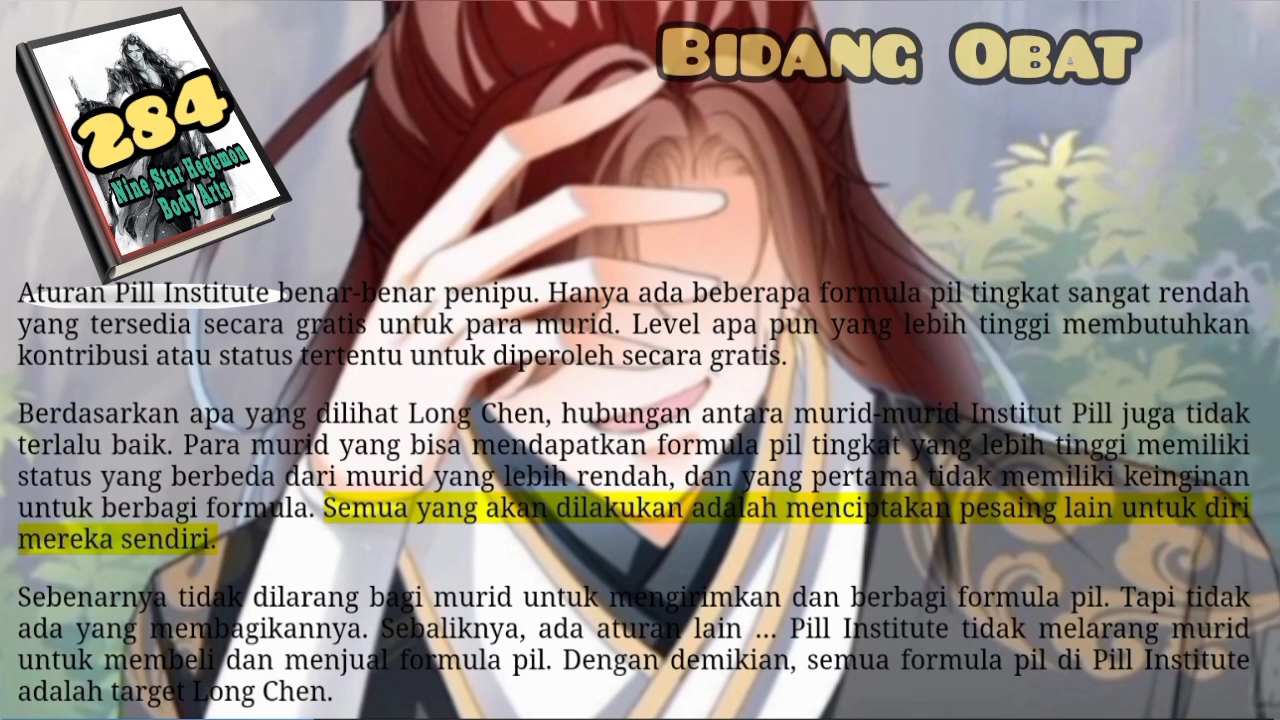 Bidang Obat
284
Nine Star Hegemon
Body Arts
Aturan Pill Institute benar-benar penipu. Hanya ada beberapa formula pil tingkat sangat rendah
yang tersedia secara gratis untuk para murid. Level apa pun yang lebih tinggi membutuhkan
kontribusi atau status tertentu untuk diperoleh secara gratis.
Berdasarkan apa yang dilihat Long Chen, hubungan antara murid-murid Institut Pill juga tidak
terlalu baik. Para murid yang bisa mendapatkan formula pil tingkat yang lebih tinggi memiliki
status yang berbeda dari murid yang lebih rendah, dan yang pertama tidak memiliki keinginan
untuk berbagi formula. Semua yang akan dilakukan adalah menciptakan pesaing lain untuk diri
mereka sendiri.
Sebenarnya tidak dilarang bagi murid untuk mengirimkan dan berbagi formula pil. Tapi tidak
ada yang membagikannya. Sebaliknya, ada aturan lain ... Pill Institute tidak melarang murid
untuk membeli dan menjual formula pil. Dengan demikian, semua formula pil di Pill Institute
adalah target Long Chen.